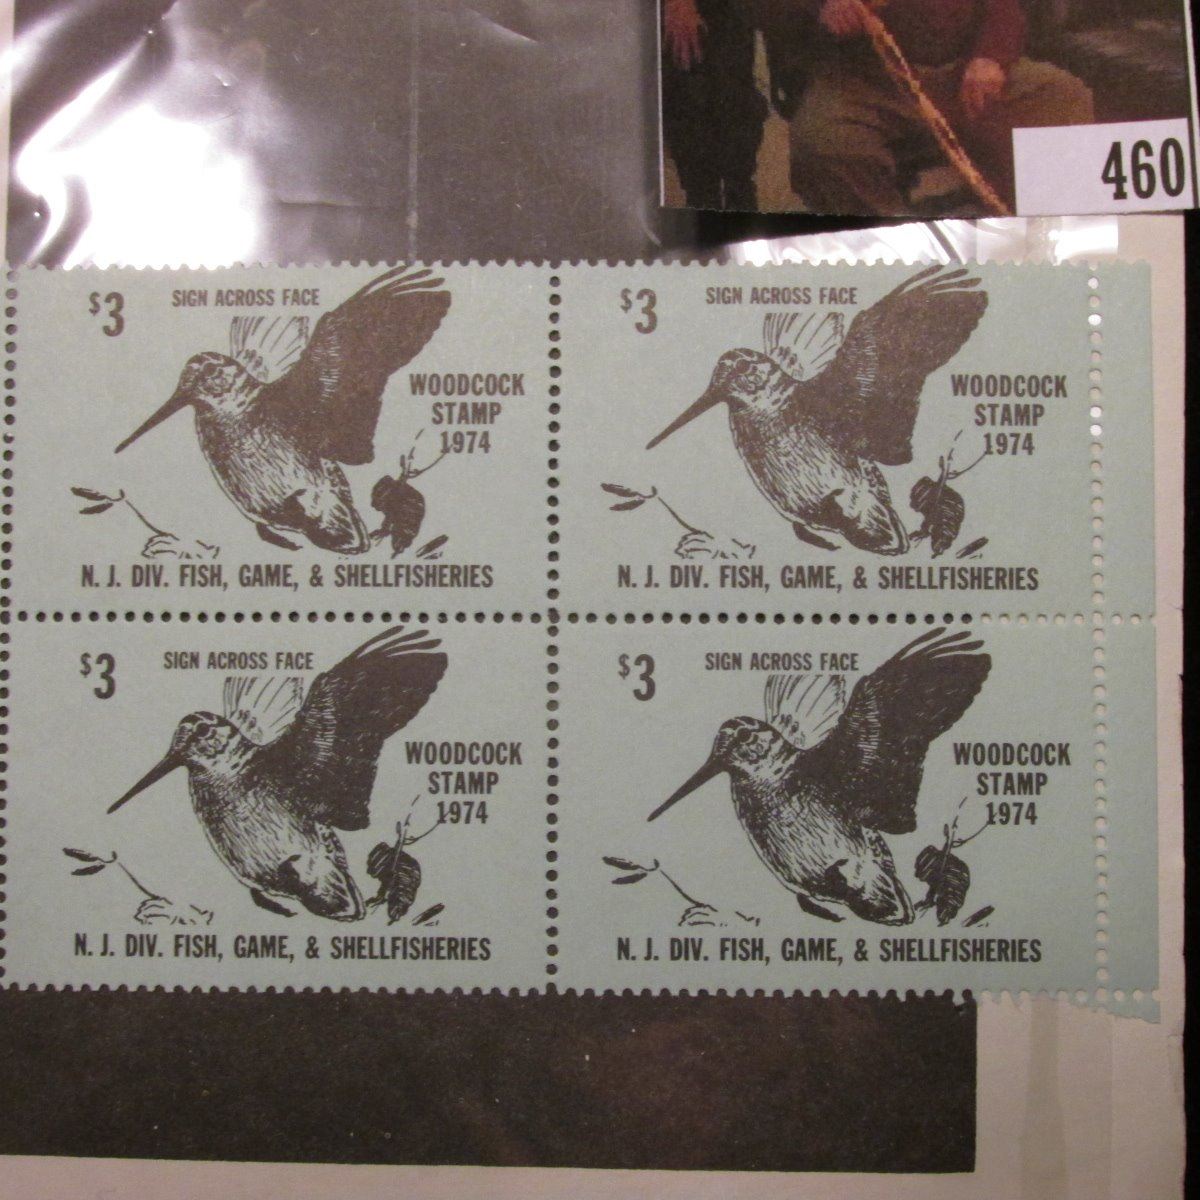 460
$3 SIGN ACROSS FACE
WOODCOCK
STAMP
1974
N. J. DIV. FISH, GAME, & SHELLFISHERIES
$3 SIGN ACROSS FACE
WOODCOCK
STAMP
1974
N. J. DIV. FISH, GAME, & SHELLFISHERIES
$3 SIGN ACROSS FACE
WOODCOCK
STAMP
1974
N. J. DIV. FISH, GAME, & SHELLFISHERIES
$3 SIGN ACROSS FACE
WOODCOCK
STAMP
1974
N. J. DIV. FISH, GAME, & SHELLFISHERIES